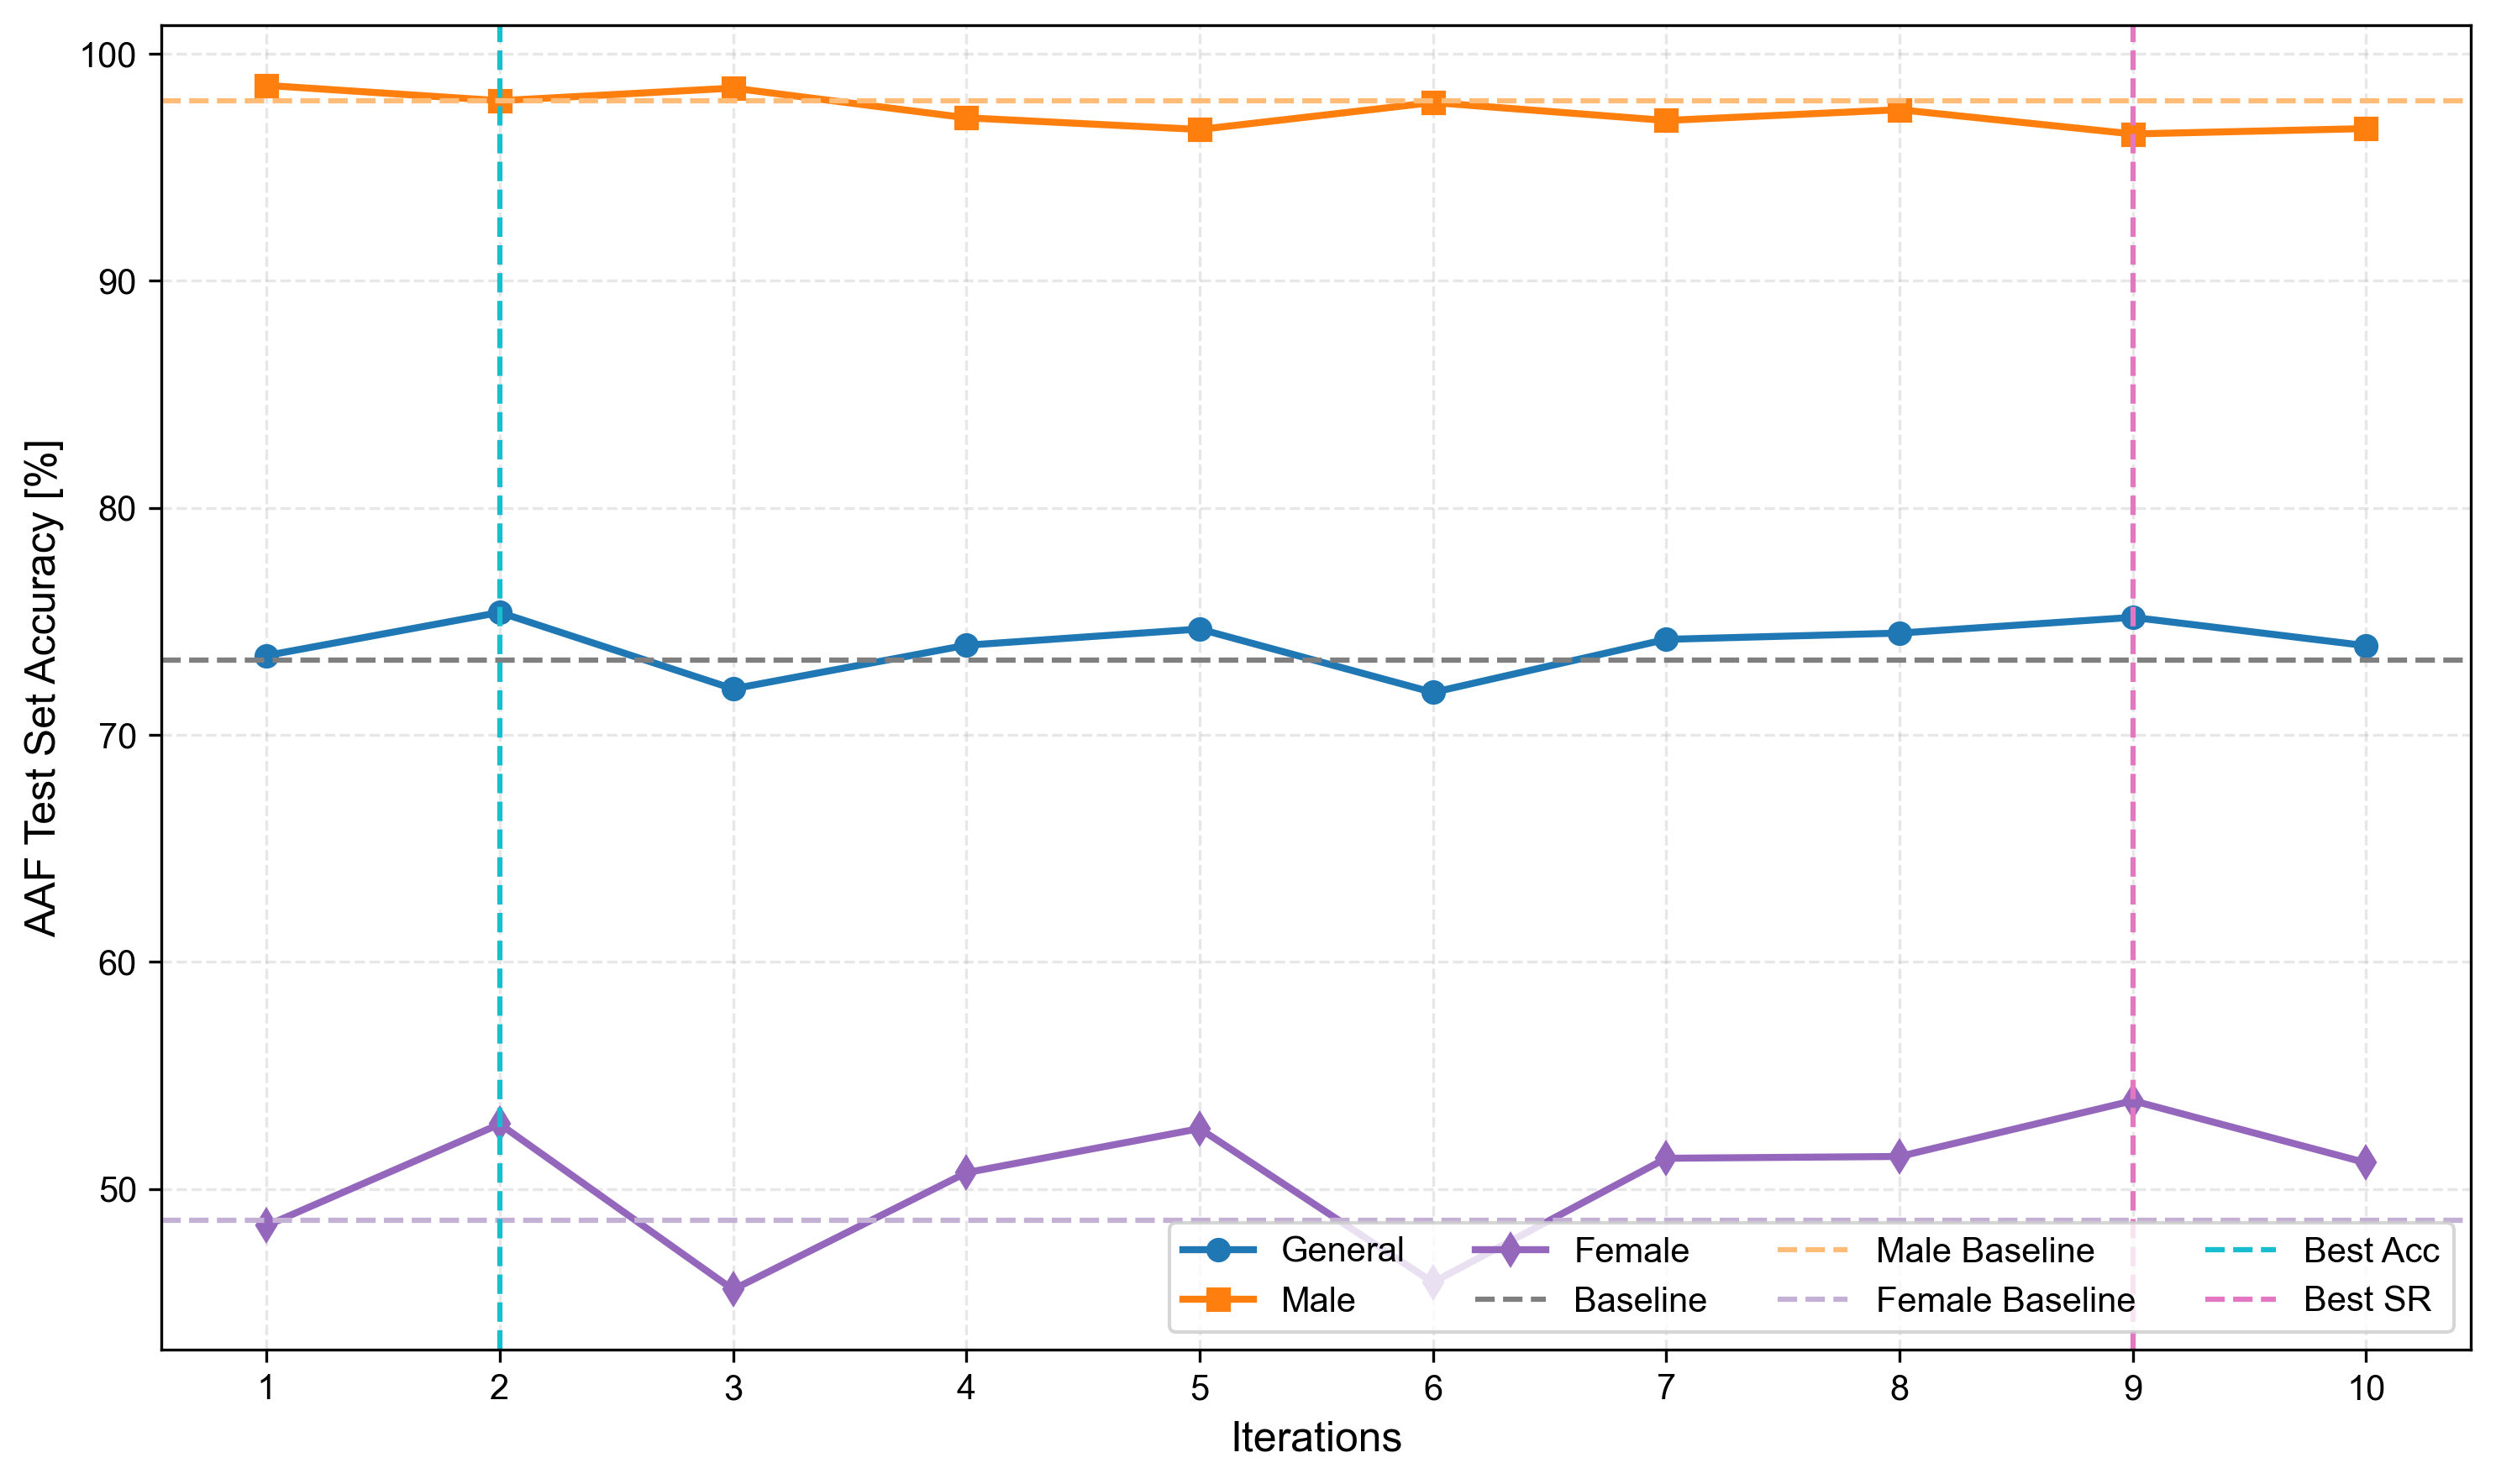 100
90
80
70
60
50
AAF Test Set Accuracy [%]
1 2 3 4 5 6 7 8 9 10
Iterations
General
Male
Female
Baseline
Male Baseline
Female Baseline
Best Acc
Best SR